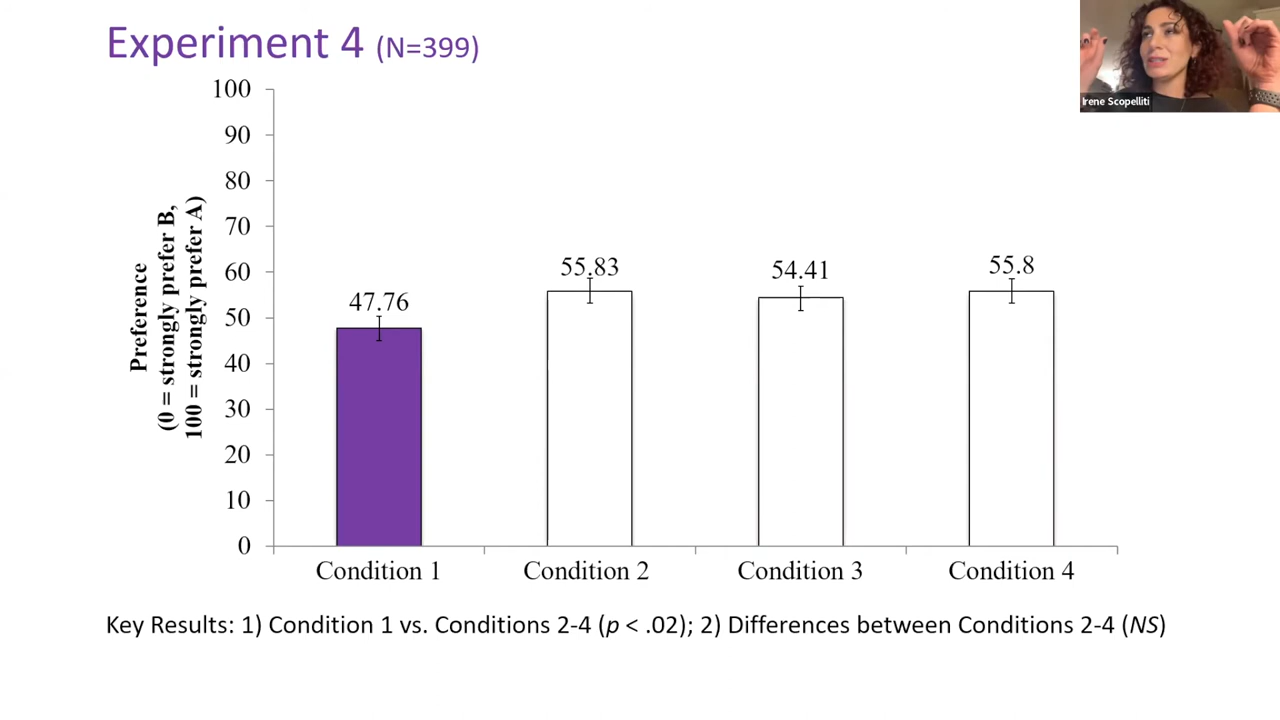 Experiment 4 (N=399)
Irene Scopelliti
100
90
80
70
60
50
40
30
20
10
0
Preference
(0 = strongly prefer B,
100 = strongly prefer A)
47.76
55.83
54.41
55.8
Condition 1
Condition 2
Condition 3
Condition 4
Key Results: 1) Condition 1 vs. Conditions 2-4 (p < .02); 2) Differences between Conditions 2-4 (NS)